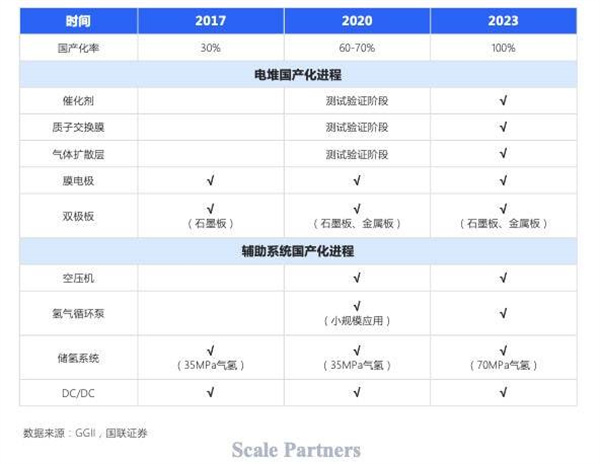 时间 2017 2020 2023
国产化率 30% 60-70% 100%
电堆国产化进程
催化剂 测试验证阶段 √
质子交换膜 测试验证阶段 √
气体扩散层 测试验证阶段 √
膜电极 √ √ √
双极板 √ √ √
（石墨板） （石墨板、金属板） （石墨板、金属板）
辅助系统国产化进程
空压机 √ √
氢气循环泵 √ √
（小规模应用）
储氢系统 √ √ √
（35MPa气氢） （35MPa气氢） （70MPa气氢）
DC/DC √ √ √
数据来源：GGII，国联证券
Scale Partners